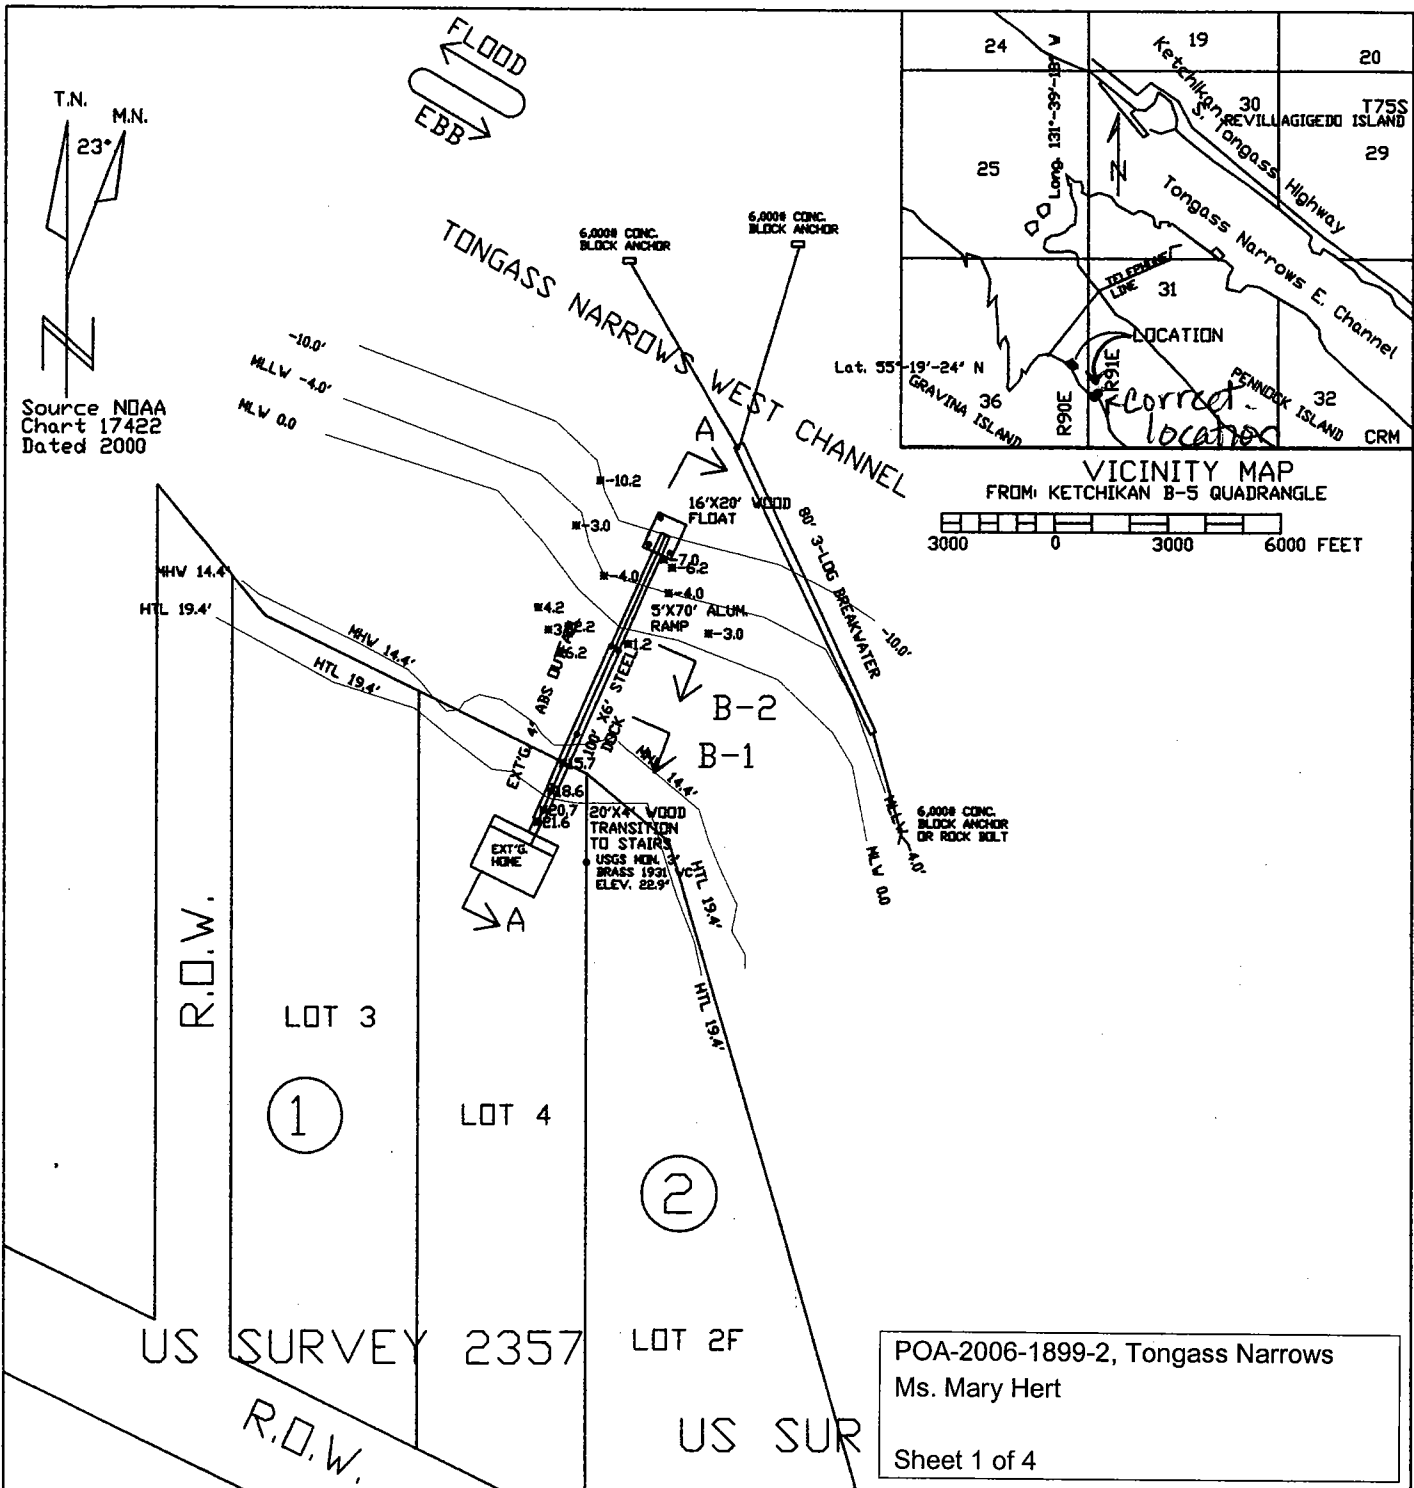 FLOOD
EBB
T.N.
M.N.
23°
N
Source NOAA
Chart 17422
Dated 2000
TONGASS NARROWS WEST CHANNEL
6,000# CONC.
BLOCK ANCHOR
6,000# CONC.
BLOCK ANCHOR
-10.0'
MLLW -4.0'
MLW 0.0
A
-10.2
-3.0
16'X20' WOOD
FLOAT
-7.0
-6.2
-4.0
-4.0
5'X70' ALUM.
RAMP
-3.0
80' 3-LOG BREAKWATER
-10.0'
4.2
6.2
1.2
MHW 14.4'
HTL 19.4'
MHW 14.4'
HTL 19.4'
EXT'G. 4" ABS OUTFALL
100' X6' STEEL
DOCK
B-2
B-1
MHW 14.4'
15.7
18.6
20.7
21.6
20'X4' WOOD
TRANSITION
TO STAIRS
USGS MON. 3"
BRASS 1931
ELEV. 22.9'
EXT'G.
HOME
A
HTL 19.4'
HTL 19.4'
MLLW -4.0'
MLW 0.0
6,000# CONC.
BLOCK ANCHOR
OR ROCK BOLT
R.O.W.
LOT 3
1
LOT 4
2
LOT 2F
US SURVEY 2357
R.O.W.
US SUR
24
19
20
Long. 131°-39'-18" W
Ketchikan
30
T75S
REVILLAGIGEDO ISLAND
S. Tongass Highway
25
29
N
Tongass Narrows E. Channel
TELEPHONE
LINE
31
LOCATION
Lat. 55°-19'-24" N
GRAVINA ISLAND
36
R90E
R91E
correct
location
PENNOCK ISLAND
32
CRM
VICINITY MAP
FROM: KETCHIKAN B-5 QUADRANGLE
3000 0 3000 6000 FEET
POA-2006-1899-2, Tongass Narrows
Ms. Mary Hert
Sheet 1 of 4